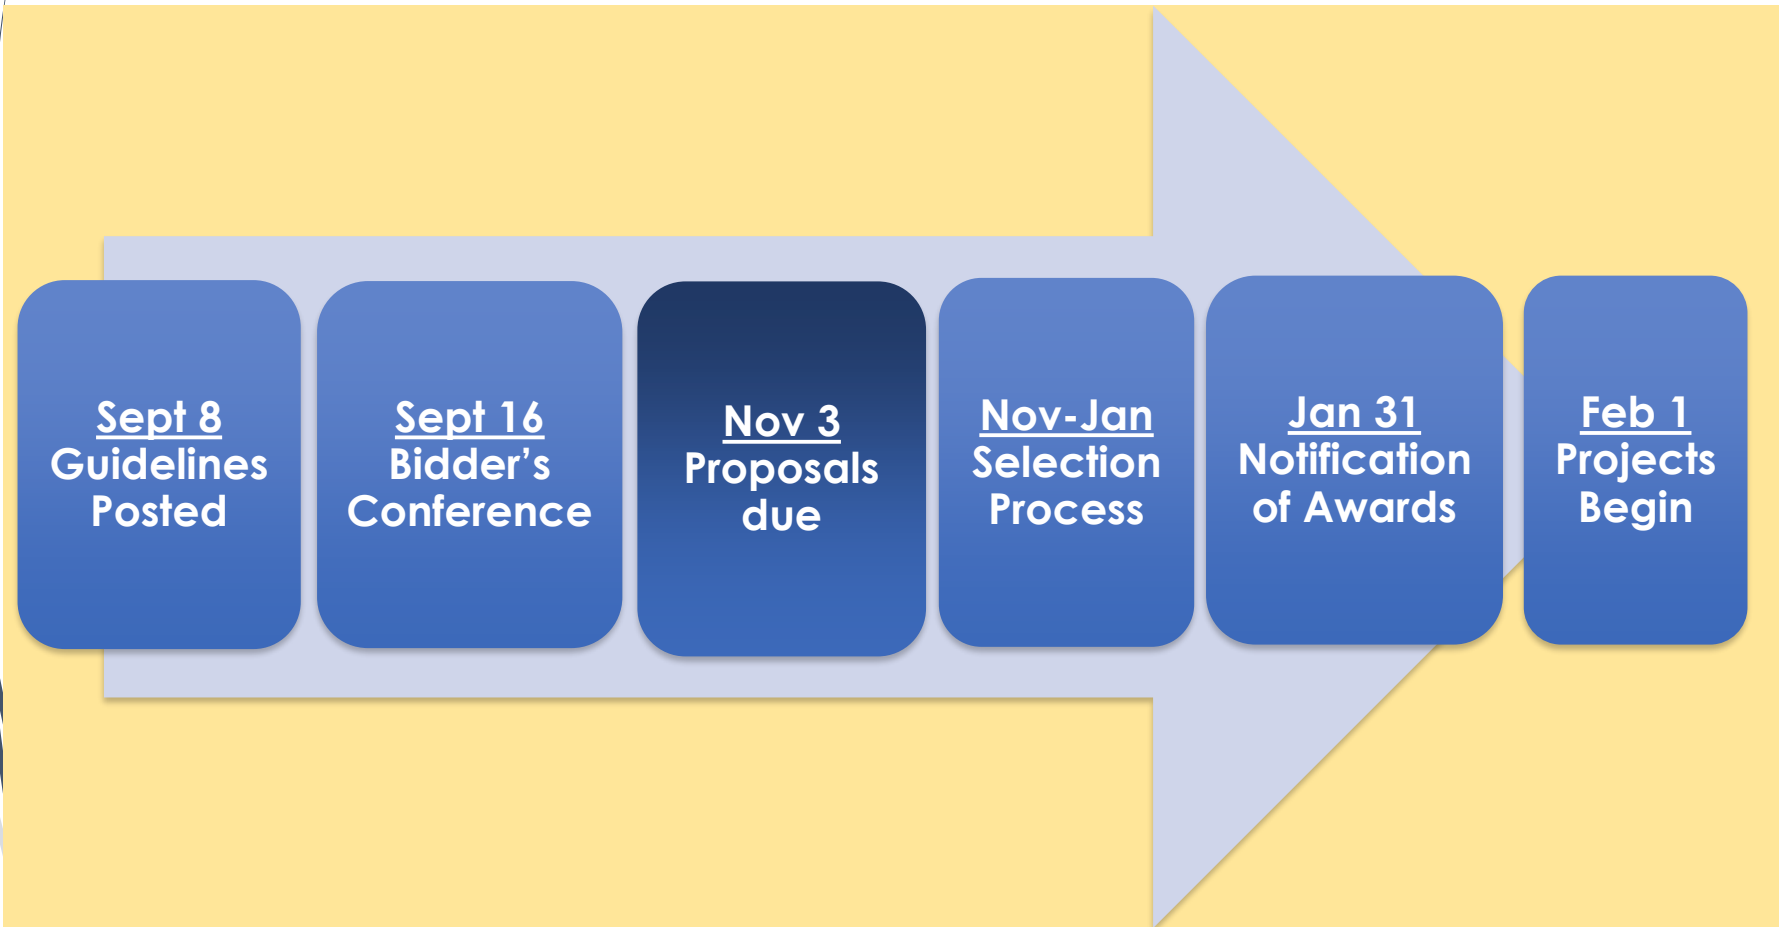 Sept 8
Guidelines
Posted
Sept 16
Bidder’s
Conference
Nov 3
Proposals
due
Nov-Jan
Selection
Process
Jan 31
Notification
of Awards
Feb 1
Projects
Begin